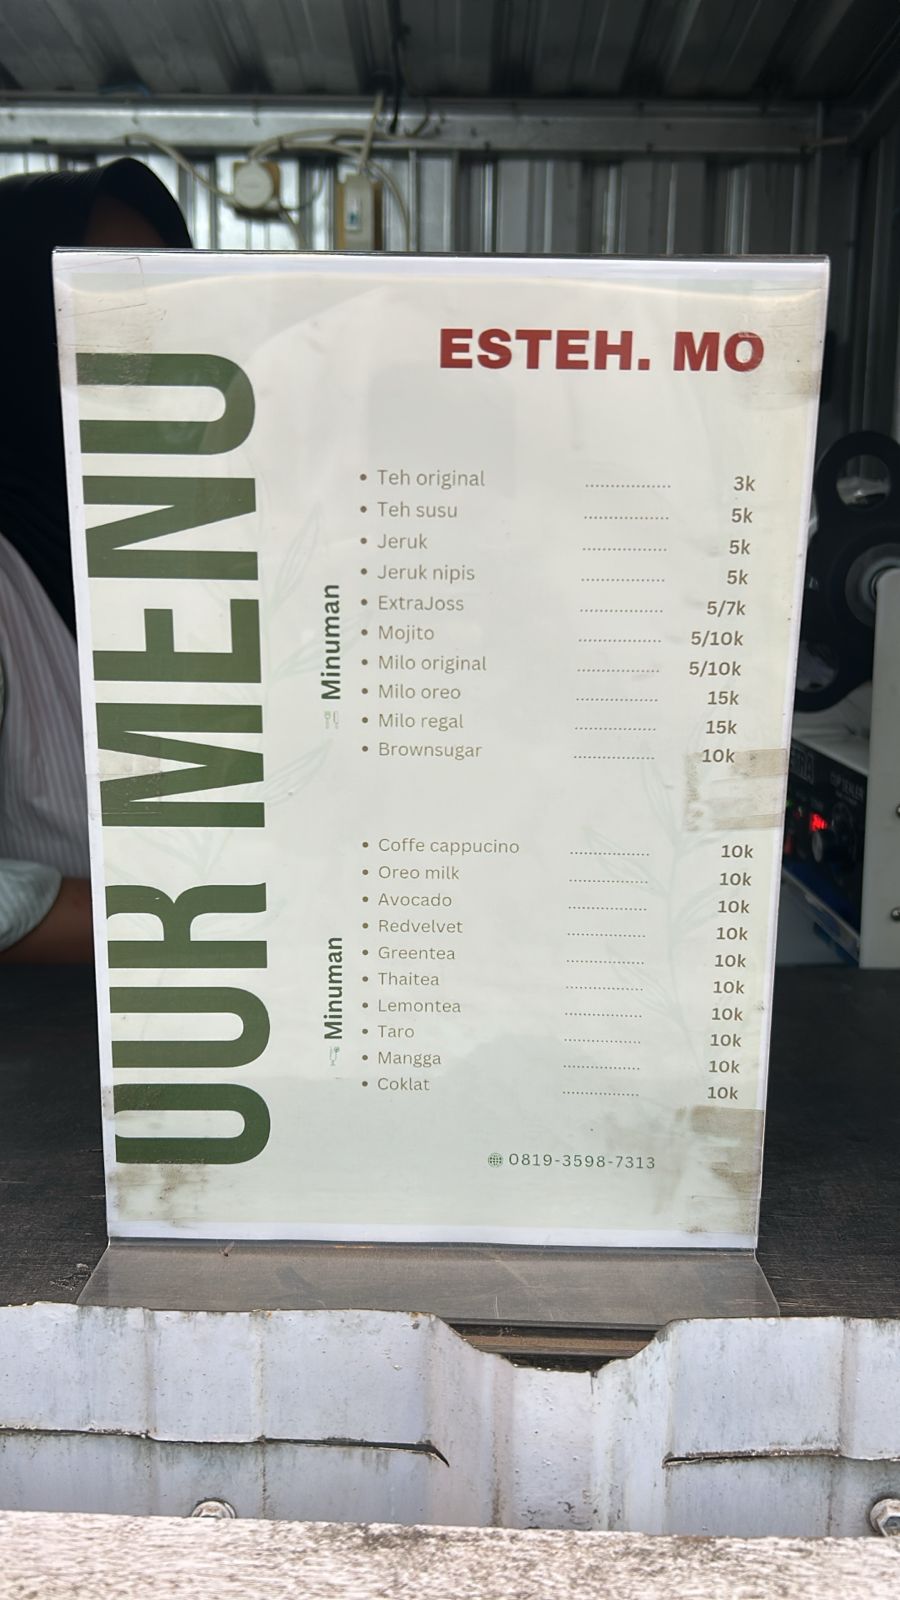 OUR MENU
ESTEH. MO
Minuman
• Teh original .................. 3k
• Teh susu .................. 5k
• Jeruk .................. 5k
• Jeruk nipis .................. 5k
• ExtraJoss .................. 5/7k
• Mojito .................. 5/10k
• Milo original .................. 5/10k
• Milo oreo .................. 15k
• Milo regal .................. 15k
• Brownsugar .................. 10k
Minuman
• Coffe cappucino .................. 10k
• Oreo milk .................. 10k
• Avocado .................. 10k
• Redvelvet .................. 10k
• Greentea .................. 10k
• Thaitea .................. 10k
• Lemontea .................. 10k
• Taro .................. 10k
• Mangga .................. 10k
• Coklat .................. 10k
0819-3598-7313